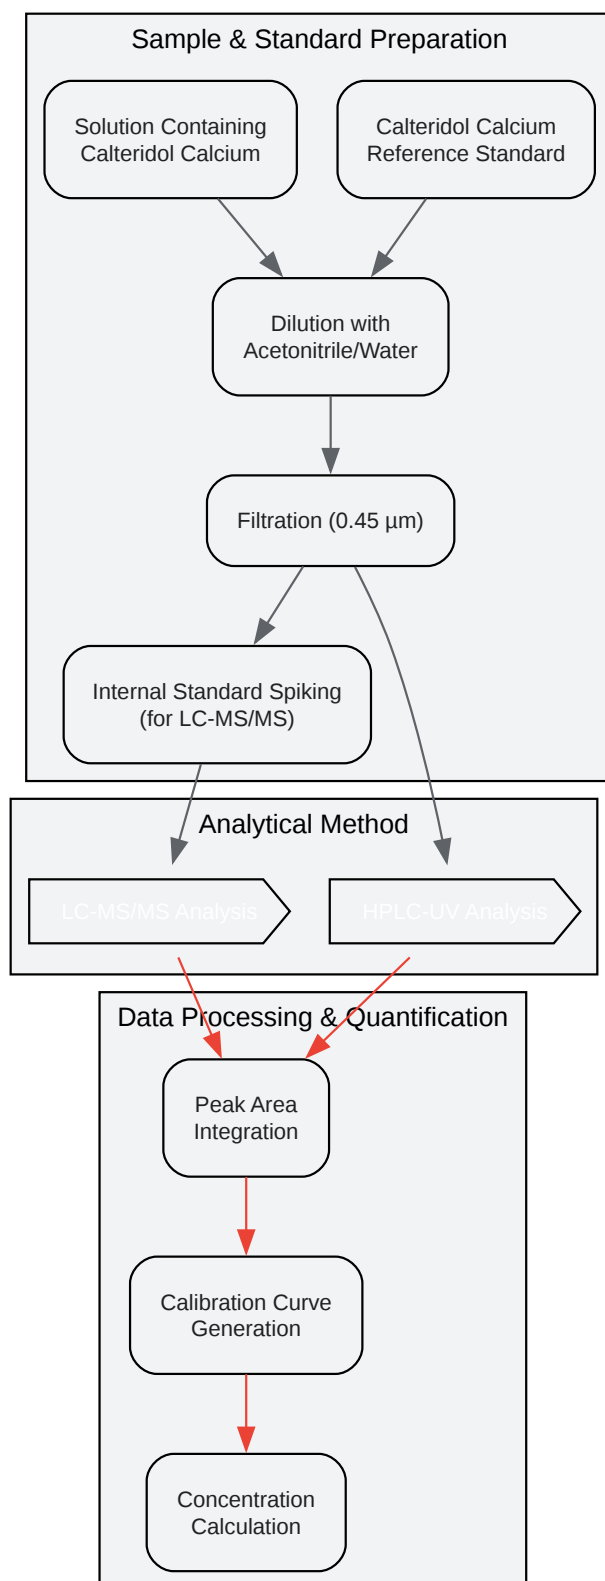 Sample & Standard Preparation
Solution Containing
Calteridol Calcium
Calteridol Calcium
Reference Standard
Dilution with
Acetonitrile/Water
Filtration (0.45 µm)
Internal Standard Spiking
(for LC-MS/MS)
Analytical Method
LC-MS/MS Analysis
HPLC-UV Analysis
Data Processing & Quantification
Peak Area
Integration
Calibration Curve
Generation
Concentration
Calculation